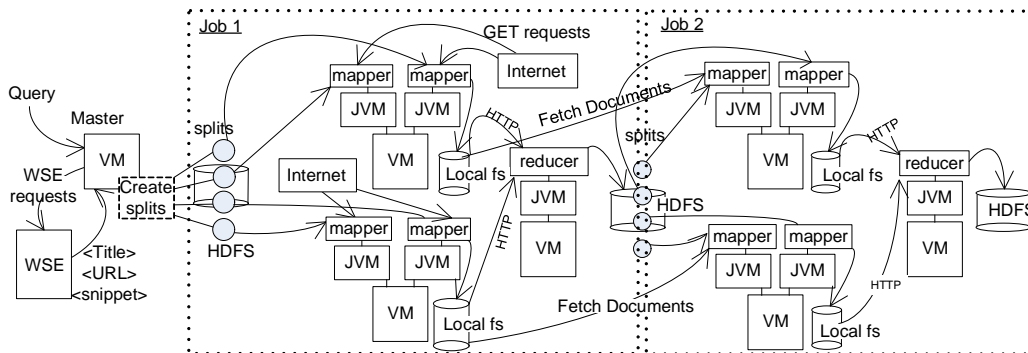 Job 1
Job 2
GET requests
Internet
mapper
mapper
JVM
JVM
VM
Query
Master
VM
splits
WSE
requests
Create
splits
WSE
<Title>
<URL>
<snippet>
HDFS
Internet
mapper
mapper
JVM
JVM
VM
Local fs
Local fs
HTTP
HTTP
reducer
JVM
VM
Fetch Documents
Fetch Documents
splits
HDFS
mapper
mapper
JVM
JVM
VM
Local fs
HTTP
reducer
JVM
VM
HDFS
mapper
mapper
JVM
JVM
VM
Local fs
HTTP